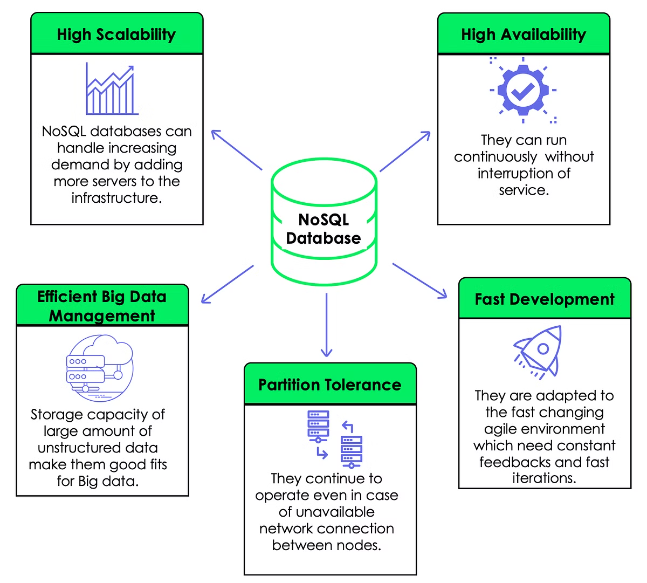 High Scalability
NoSQL databases can
handle increasing
demand by adding
more servers to the
infrastructure.
High Availability
They can run
continuously without
interruption of
service.
NoSQL
Database
Efficient Big Data
Management
Storage capacity of
large amount of
unstructured data
make them good fits
for Big data.
Partition Tolerance
They continue to
operate even in case
of unavailable
network connection
between nodes.
Fast Development
They are adapted to
the fast changing
agile environment
which need constant
feedbacks and fast
iterations.